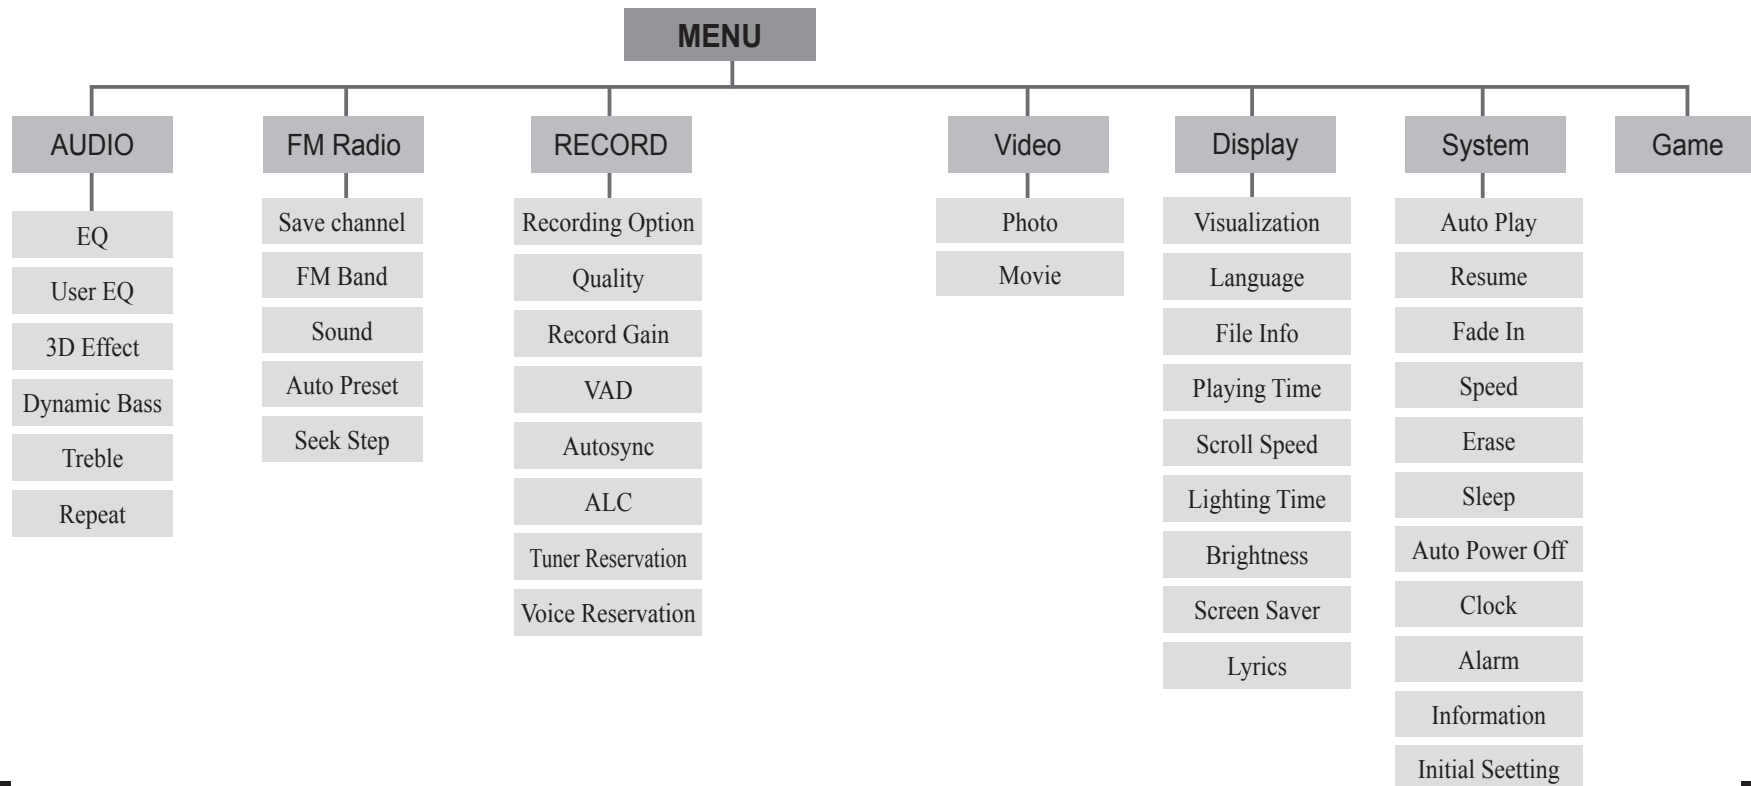 MENU
AUDIO
EQ
User EQ
3D Effect
Dynamic Bass
Treble
Repeat
FM Radio
Save channel
FM Band
Sound
Auto Preset
Seek Step
RECORD
Recording Option
Quality
Record Gain
VAD
Autosync
ALC
Tuner Reservation
Voice Reservation
Video
Photo
Movie
Display
Visualization
Language
File Info
Playing Time
Scroll Speed
Lighting Time
Brightness
Screen Saver
Lyrics
System
Auto Play
Resume
Fade In
Speed
Erase
Sleep
Auto Power Off
Clock
Alarm
Information
Initial Seetting
Game